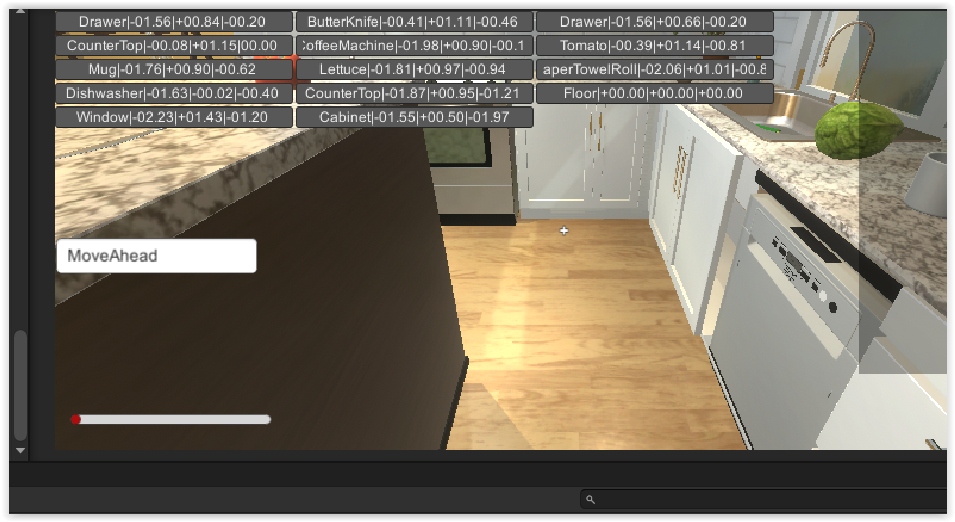 Drawer|-01.56|+00.84|-00.20 ButterKnife|-00.41|+01.11|-00.46 Drawer|-01.56|+00.66|-00.20
CounterTop|-00.08|+01.15|00.00 CoffeeMachine|-01.98|+00.90|-00.1 Tomato|-00.39|+01.14|-00.81
Mug|-01.76|+00.90|-00.62 Lettuce|-01.81|+00.97|-00.94 aperTowelRoll|-02.06|+01.01|-00.8
Dishwasher|-01.63|-00.02|-00.40 CounterTop|-01.87|+00.95|-01.21 Floor|+00.00|+00.00|+00.00
Window|-02.23|+01.43|-01.20 Cabinet|-01.55|+00.50|-01.97
MoveAhead